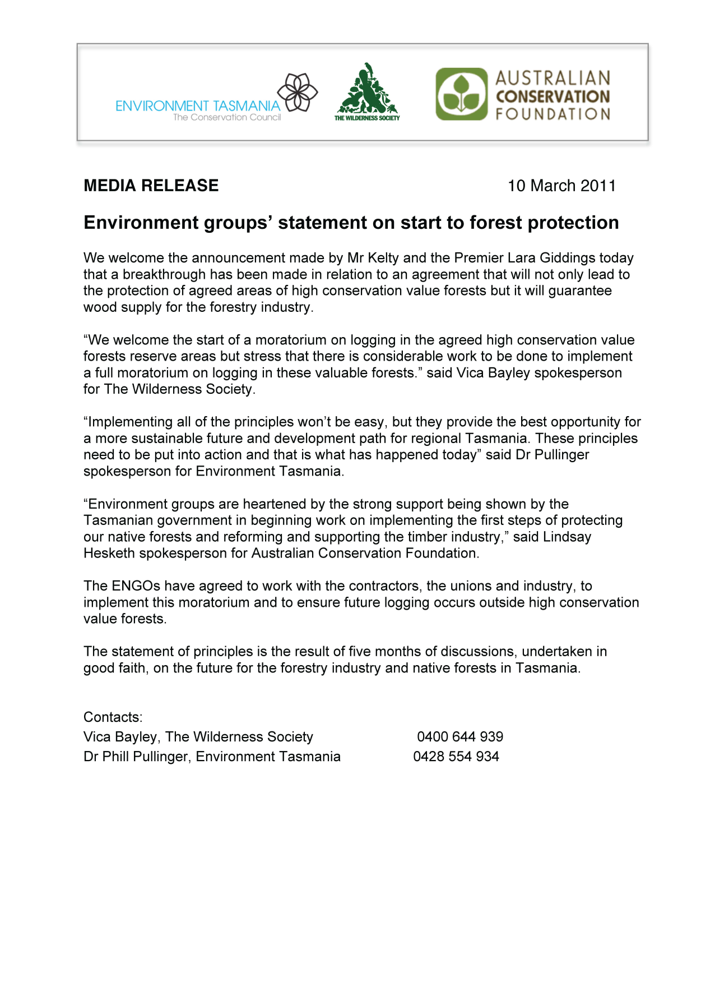 ENVIRONMENT TASMANIA
The Conservation Council
THE WILDERNESS SOCIETY
AUSTRALIAN
CONSERVATION
FOUNDATION
MEDIA RELEASE 10 March 2011
Environment groups’ statement on start to forest protection
We welcome the announcement made by Mr Kelty and the Premier Lara Giddings today
that a breakthrough has been made in relation to an agreement that will not only lead to
the protection of agreed areas of high conservation value forests but it will guarantee
wood supply for the forestry industry.
“We welcome the start of a moratorium on logging in the agreed high conservation value
forests reserve areas but stress that there is considerable work to be done to implement
a full moratorium on logging in these valuable forests.” said Vica Bayley spokesperson
for The Wilderness Society.
“Implementing all of the principles won’t be easy, but they provide the best opportunity for
a more sustainable future and development path for regional Tasmania. These principles
need to be put into action and that is what has happened today” said Dr Pullinger
spokesperson for Environment Tasmania.
“Environment groups are heartened by the strong support being shown by the
Tasmanian government in beginning work on implementing the first steps of protecting
our native forests and reforming and supporting the timber industry,” said Lindsay
Hesketh spokesperson for Australian Conservation Foundation.
The ENGOs have agreed to work with the contractors, the unions and industry, to
implement this moratorium and to ensure future logging occurs outside high conservation
value forests.
The statement of principles is the result of five months of discussions, undertaken in
good faith, on the future for the forestry industry and native forests in Tasmania.
Contacts:
Vica Bayley, The Wilderness Society 0400 644 939
Dr Phill Pullinger, Environment Tasmania 0428 554 934